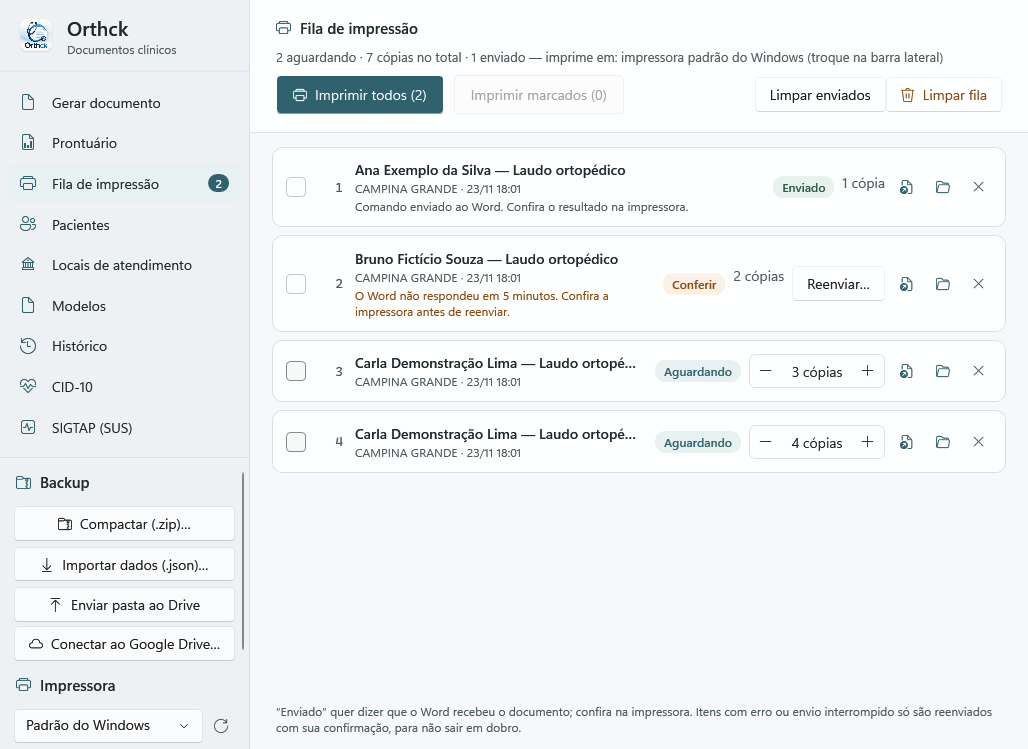 Orthck
Documentos clínicos
Orthck
Gerar documento
Prontuário
Fila de impressão 2
Pacientes
Locais de atendimento
Modelos
Histórico
CID-10
SIGTAP (SUS)
Backup
Compactar (.zip)...
Importar dados (.json)...
Enviar pasta ao Drive
Conectar ao Google Drive...
Impressora
Padrão do Windows
Fila de impressão
2 aguardando · 7 cópias no total · 1 enviado — imprime em: impressora padrão do Windows (troque na barra lateral)
Imprimir todos (2) Imprimir marcados (0) Limpar enviados Limpar fila
1 Ana Exemplo da Silva — Laudo ortopédico
CAMPINA GRANDE · 23/11 18:01
Comando enviado ao Word. Confira o resultado na impressora.
Enviado 1 cópia
2 Bruno Fictício Souza — Laudo ortopédico
CAMPINA GRANDE · 23/11 18:01
O Word não respondeu em 5 minutos. Confira a
impressora antes de reenviar.
Conferir 2 cópias Reenviar...
3 Carla Demonstração Lima — Laudo ortopé...
CAMPINA GRANDE · 23/11 18:01
Aguardando — 3 cópias +
4 Carla Demonstração Lima — Laudo ortopé...
CAMPINA GRANDE · 23/11 18:01
Aguardando — 4 cópias +
“Enviado” quer dizer que o Word recebeu o documento; confira na impressora. Itens com erro ou envio interrompido só são reenviados
com sua confirmação, para não sair em dobro.